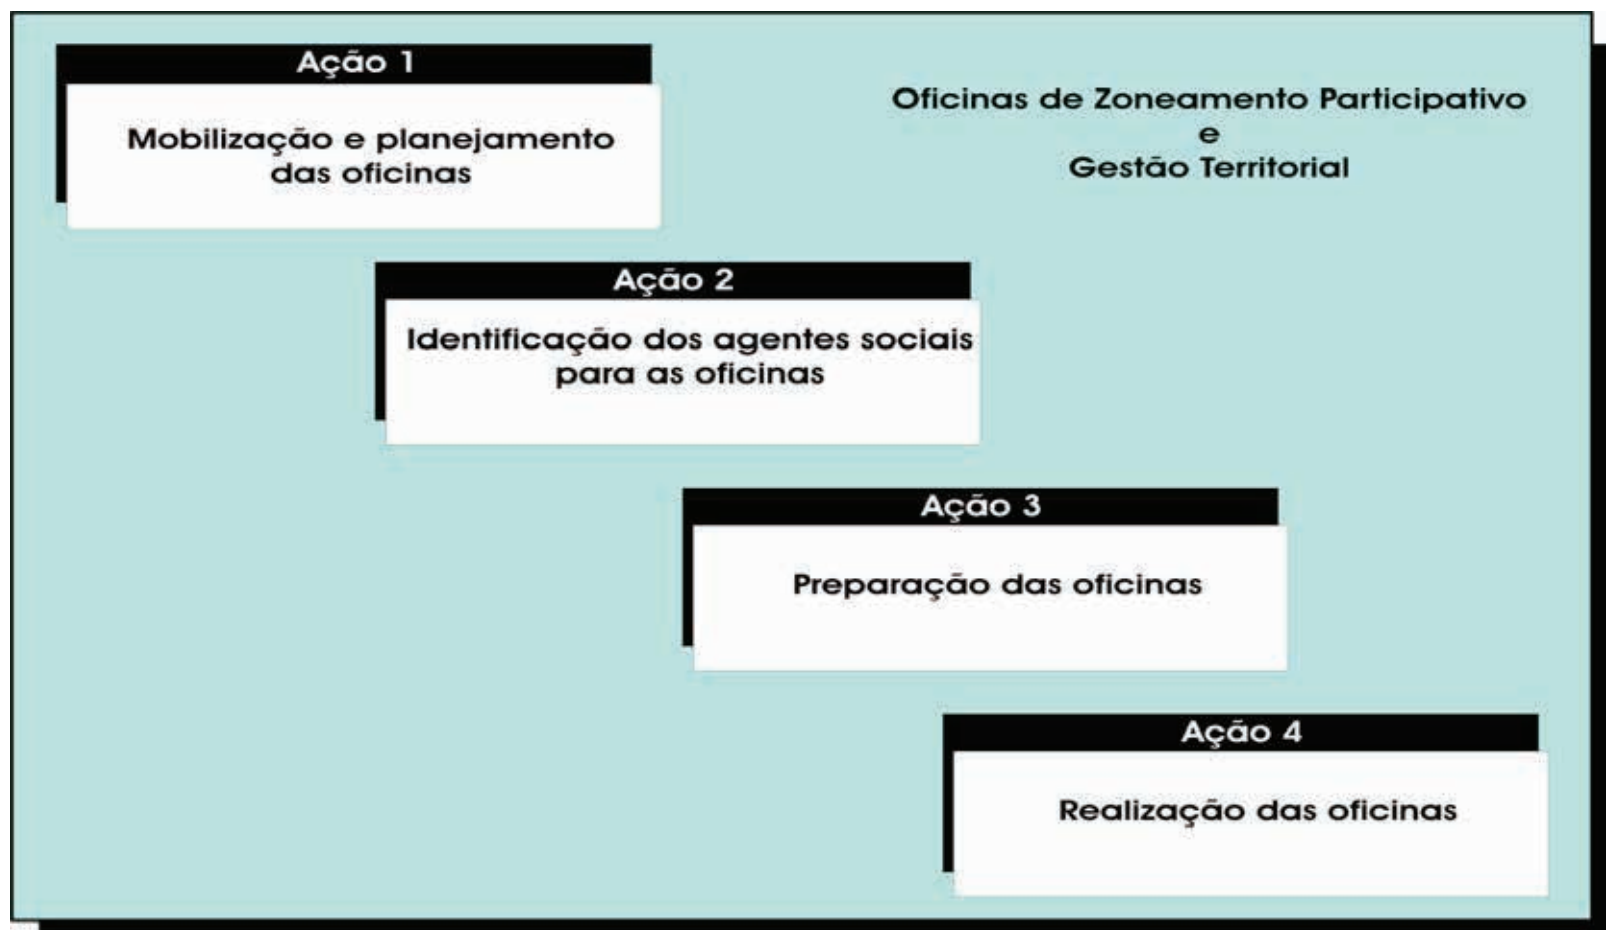 Ação 1
Mobilização e planejamento
das oficinas
Oficinas de Zoneamento Participativo
e
Gestão Territorial
Ação 2
Identificação dos agentes sociais
para as oficinas
Ação 3
Preparação das oficinas
Ação 4
Realização das oficinas